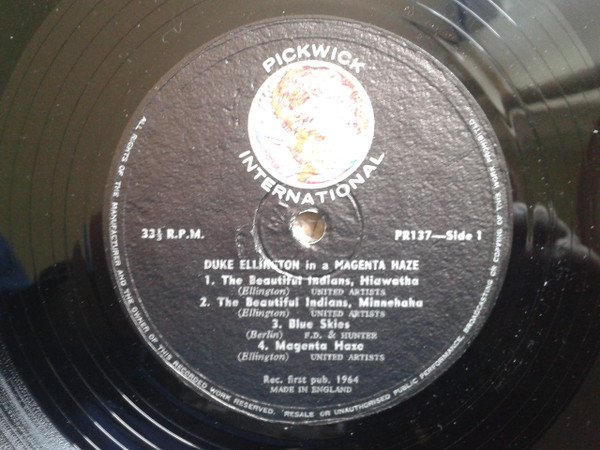 PICKWICK
INTERNATIONAL
33⅓ R.P.M.
PR137—Side 1
DUKE ELLINGTON in a MAGENTA HAZE
1. The Beautiful Indians, Hiawatha
(Ellington) UNITED ARTISTS
2. The Beautiful Indians, Minnehaha
(Ellington) UNITED ARTISTS
3. Blue Skies
(Berlin) F.D. & HUNTER
4. Magenta Haze
(Ellington) UNITED ARTISTS
Rec. first pub. 1964
MADE IN ENGLAND
ALL RIGHTS OF THE MANUFACTURER AND THE OWNER OF THIS RECORDED WORK RESERVED. RESALE OR UNAUTHORISED PUBLIC PERFORMANCE, BROADCASTING OR COPYING OF THIS WORK PROHIBITED.